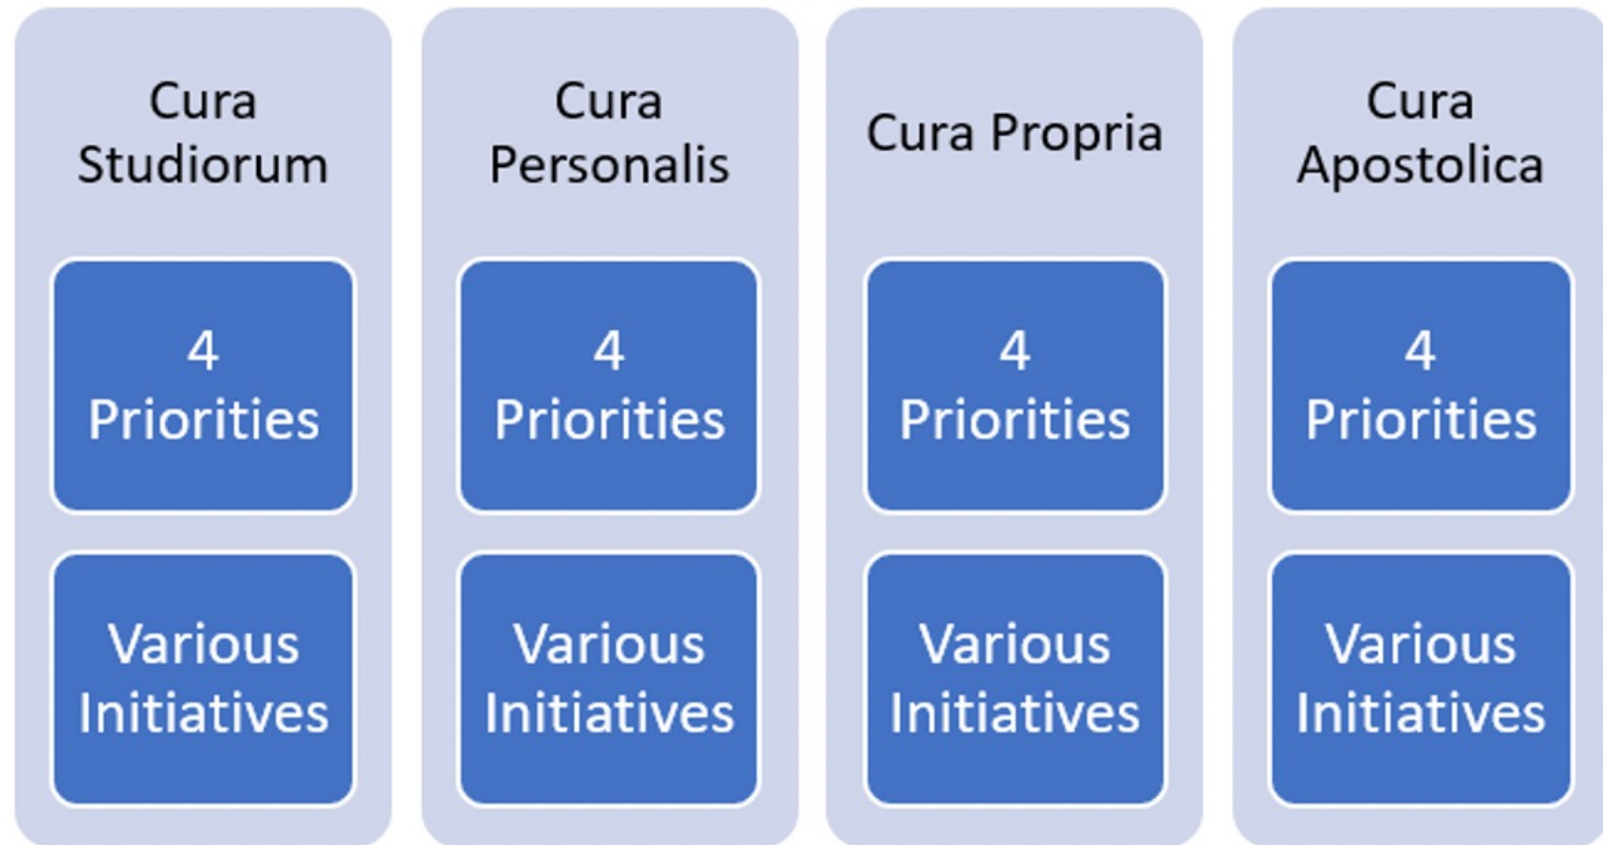 Cura
Studiorum
4
Priorities
Various
Initiatives
Cura
Personalis
4
Priorities
Various
Initiatives
Cura Propria
4
Priorities
Various
Initiatives
Cura
Apostolica
4
Priorities
Various
Initiatives